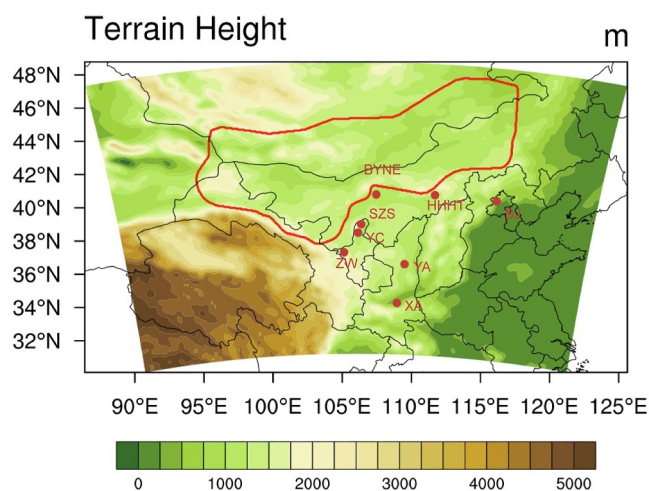 Terrain Height
m
48°N
46°N
44°N
42°N
40°N
38°N
36°N
34°N
32°N
BYNE
HHHT
BJ
SZS
YC
ZW
YA
XA
90°E 95°E 100°E 105°E 110°E 115°E 120°E 125°E
0 1000 2000 3000 4000 5000